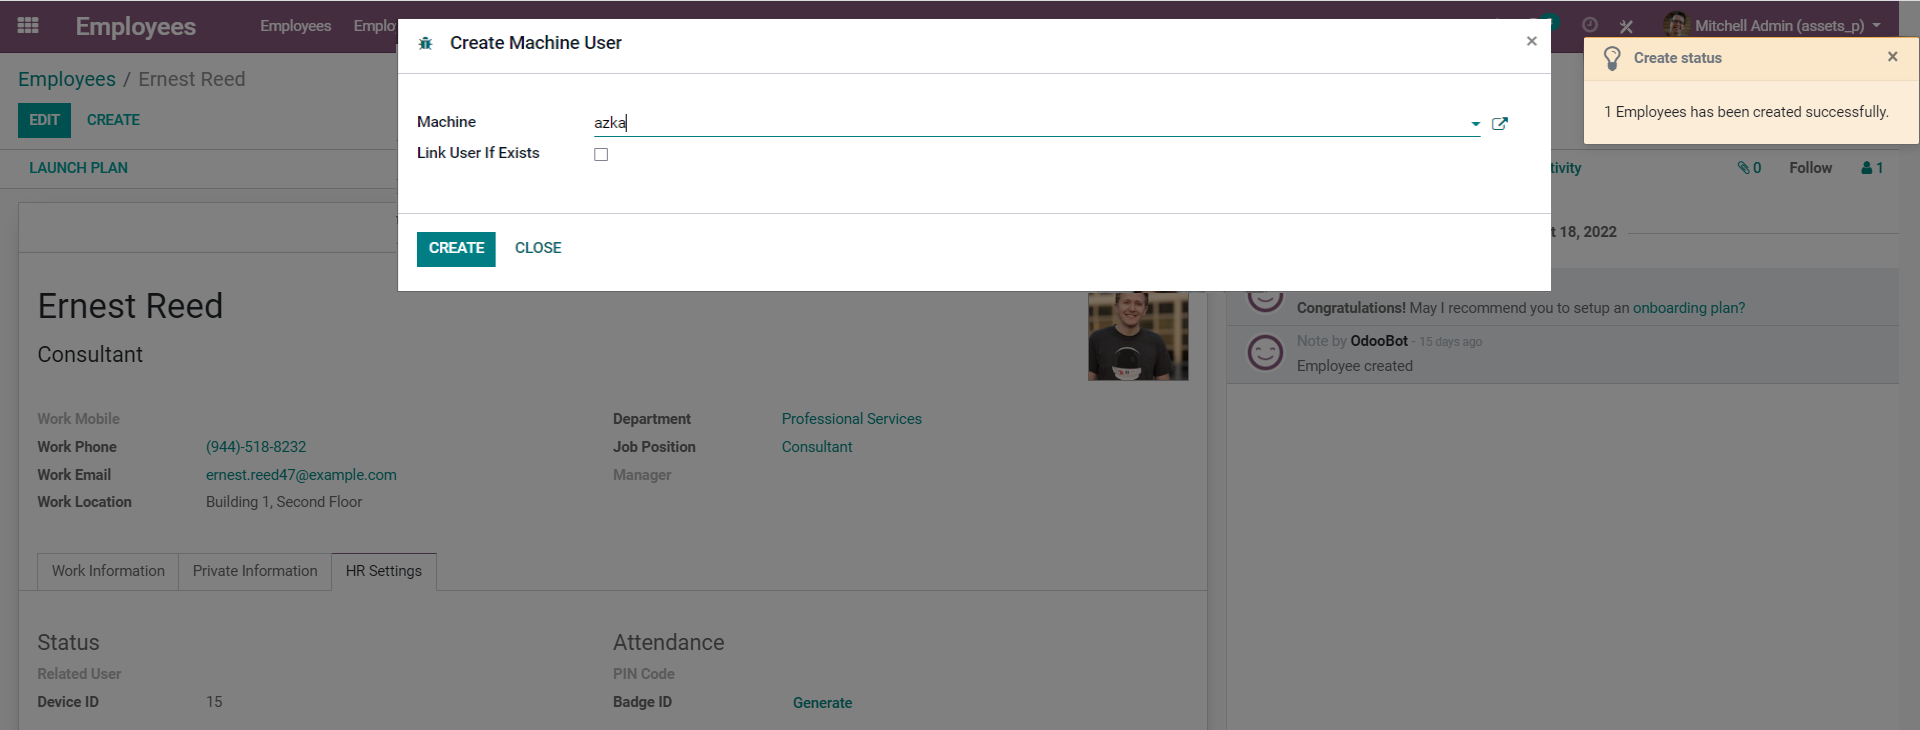 Employees Employees Emplo Mitchell Admin (assets_p)
Create Machine User ×
Create status ×
1 Employees has been created successfully.
Employees / Ernest Reed
EDIT CREATE
Machine azka
Link User If Exists
CREATE CLOSE
LAUNCH PLAN
tivity 0 Follow 1
t 18, 2022
Congratulations! May I recommend you to setup an onboarding plan?
Note by OdooBot - 15 days ago
Employee created
Ernest Reed
Consultant
Work Mobile
Work Phone (944)-518-8232
Work Email ernest.reed47@example.com
Work Location Building 1, Second Floor
Department Professional Services
Job Position Consultant
Manager
Work Information Private Information HR Settings
Status
Related User
Device ID 15
Attendance
PIN Code
Badge ID Generate